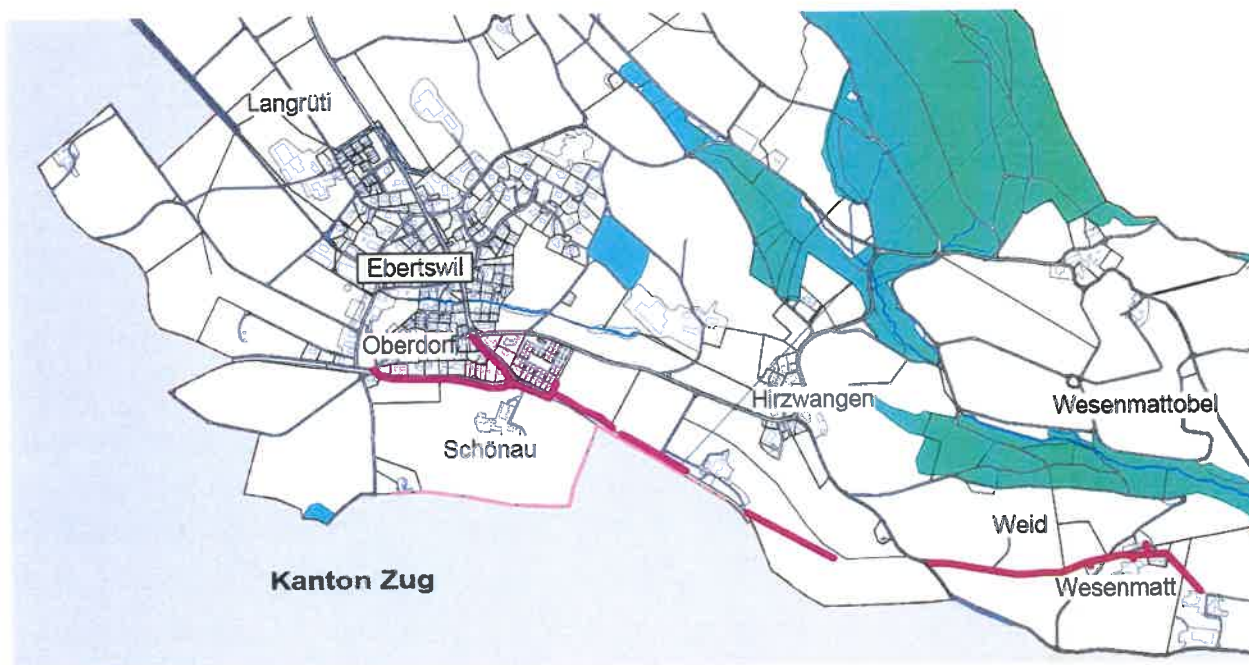 Langrüti
Ebertswil
Oberdorf
Hirzwangen
Wesenmattobel
Schönau
Weid
Kanton Zug
Wesenmatt